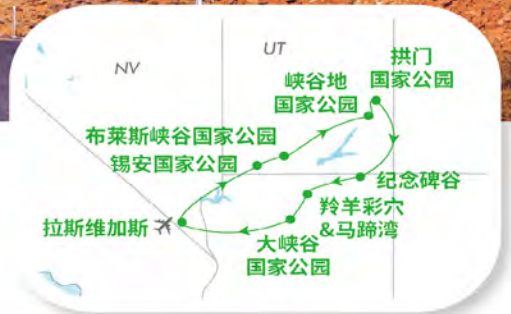 NV
UT
拱门
国家公园
峡谷地
国家公园
布莱斯峡谷国家公园
锡安国家公园
纪念碑谷
羚羊彩穴
&马蹄湾
拉斯维加斯
大峡谷
国家公园